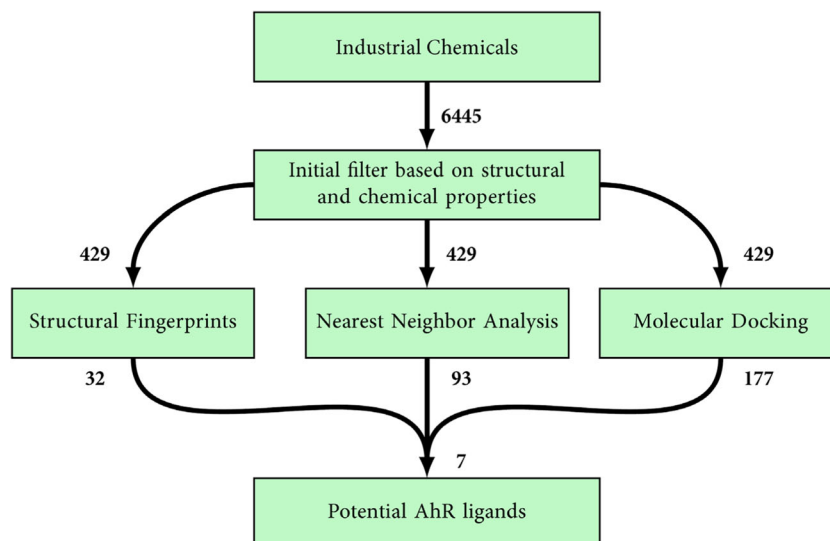 Industrial Chemicals
6445
Initial filter based on structural
and chemical properties
429 429 429
Structural Fingerprints Nearest Neighbor Analysis Molecular Docking
32 93 177
7
Potential AhR ligands